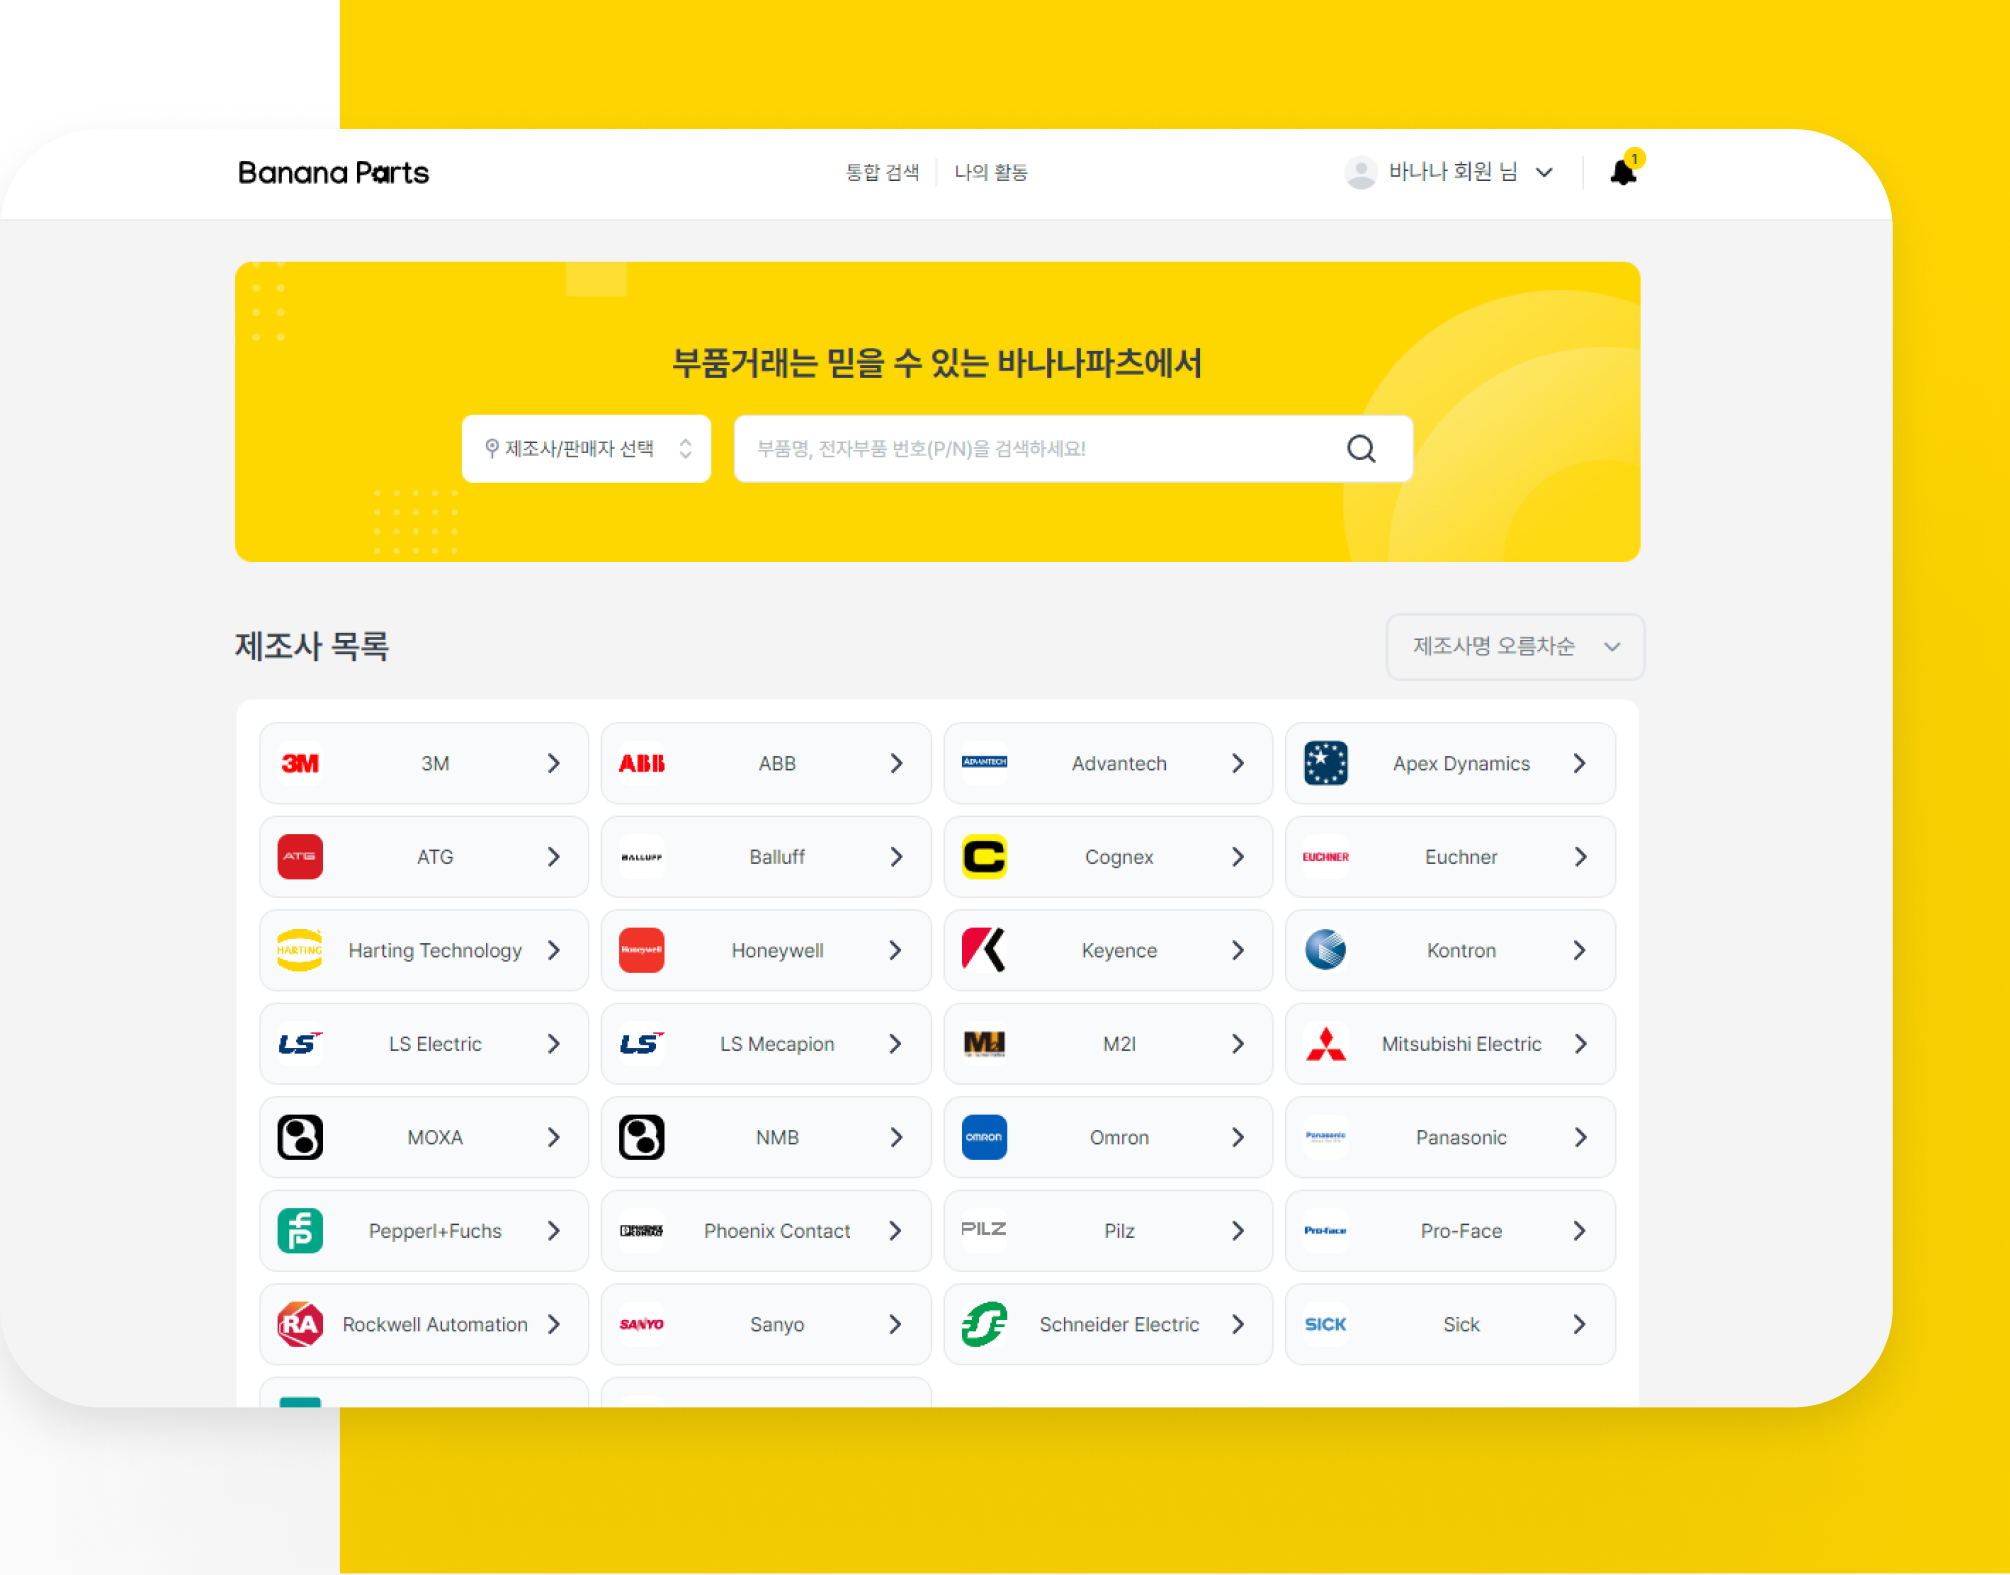 Banana Parts
통합 검색
나의 활동
바나나 회원 님
1
부품거래는 믿을 수 있는 바나나파츠에서
제조사/판매자 선택
부품명, 전자부품 번호(P/N)을 검색하세요!
제조사 목록
제조사명 오름차순
3M 3M
ABB ABB
ADVANTECH Advantech
Apex Dynamics
ATG ATG
BALLUFF Balluff
C Cognex
EUCHNER Euchner
HARTING Harting Technology
Honeywell Honeywell
K Keyence
Kontron
LS LS Electric
LS LS Mecapion
M2I M2I
Mitsubishi Electric
MOXA
NMB
OMRON Omron
Panasonic Panasonic
Pepperl+Fuchs
PHOENIX CONTACT Phoenix Contact
PILZ Pilz
Pro-face Pro-Face
RA Rockwell Automation
SANYO Sanyo
Schneider Electric
SICK Sick